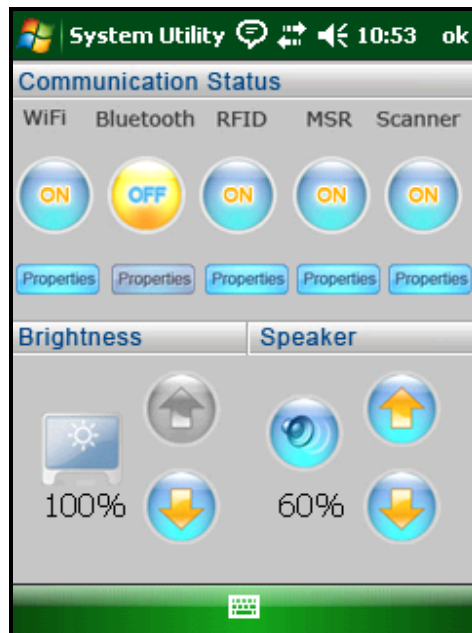 System Utility 10:53 ok
Communication Status
WiFi Bluetooth RFID MSR Scanner
ON OFF ON ON ON
Properties Properties Properties Properties Properties
Brightness Speaker
100% 60%